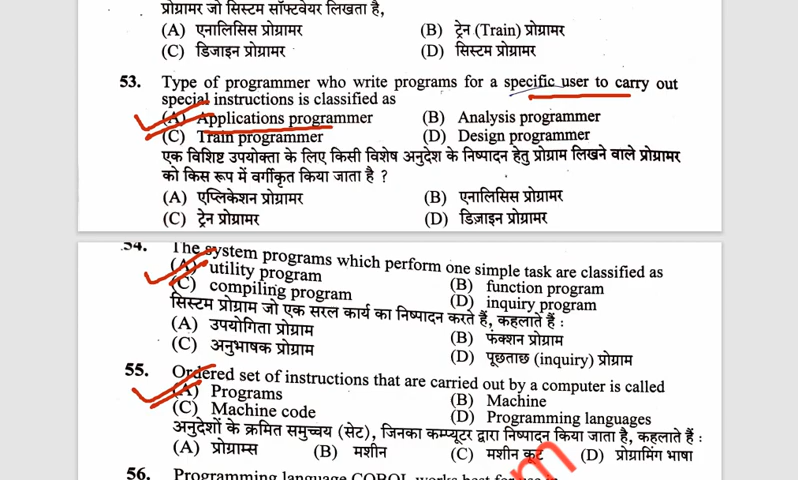 प्रोग्रामर जो सिस्टम सॉफ्टवेयर लिखता है,
(A) एनालिसिस प्रोग्रामर (B) ट्रेन (Train) प्रोग्रामर
(C) डिजाइन प्रोग्रामर (D) सिस्टम प्रोग्रामर
53. Type of programmer who write programs for a specific user to carry out
special instructions is classified as
(A) Applications programmer (B) Analysis programmer
(C) Train programmer (D) Design programmer
एक विशिष्ट उपयोक्ता के लिए किसी विशेष अनुदेश के निष्पादन हेतु प्रोग्राम लिखने वाले प्रोग्रामर
को किस रूप में वर्गीकृत किया जाता है ?
(A) एप्लिकेशन प्रोग्रामर (B) एनालिसिस प्रोग्रामर
(C) ट्रेन प्रोग्रामर (D) डिज़ाइन प्रोग्रामर
54. The system programs which perform one simple task are classified as
(A) utility program (B) function program
(C) compiling program (D) inquiry program
सिस्टम प्रोग्राम जो एक सरल कार्य का निष्पादन करते हैं, कहलाते हैं :
(A) उपयोगिता प्रोग्राम (B) फंक्शन प्रोग्राम
(C) अनुभाषक प्रोग्राम (D) पूछताछ (inquiry) प्रोग्राम
55. Ordered set of instructions that are carried out by a computer is called
(A) Programs (B) Machine
(C) Machine code (D) Programming languages
अनुदेशों के क्रमित समुच्चय (सेट), जिनका कम्प्यूटर द्वारा निष्पादन किया जाता है, कहलाते हैं :
(A) प्रोग्राम्स (B) मशीन (C) मशीन कूट (D) प्रोग्रामिंग भाषा
56. Programming language COBOL works best for use in